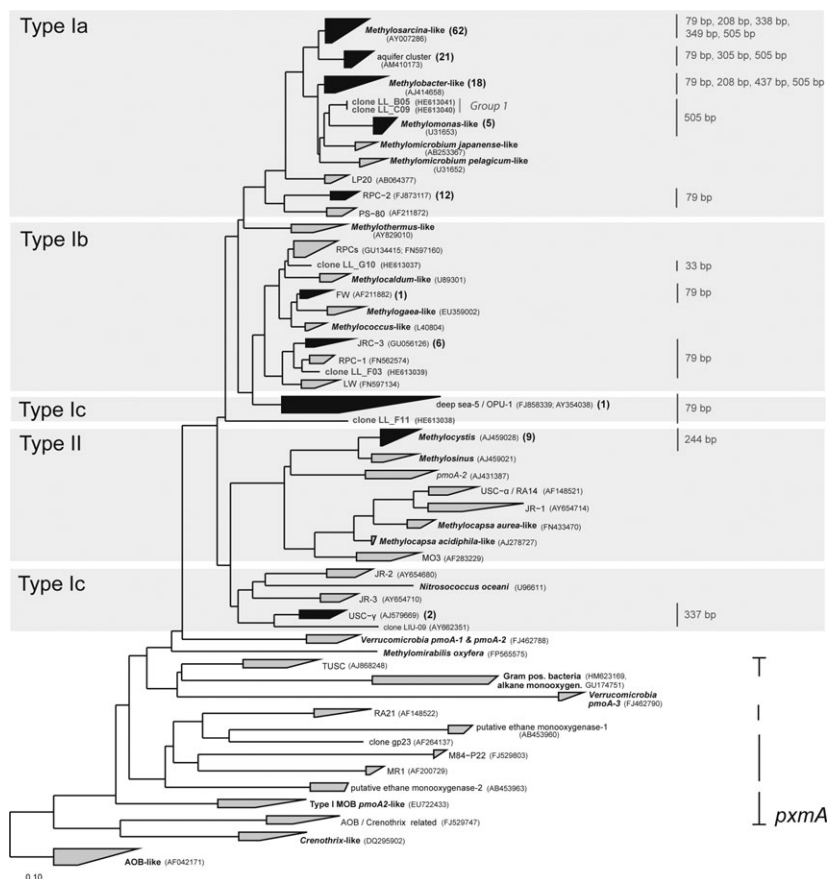 Type Ia
Methylosarcina-like (62)
(AY007286)
79 bp, 208 bp, 338 bp,
349 bp, 505 bp
aquifer cluster (21)
(AM410173)
79 bp, 305 bp, 505 bp
Methylobacter-like (18)
(AJ414658)
79 bp, 208 bp, 437 bp, 505 bp
clone LL_B05 (HE613041)
clone LL_C09 (HE613040)
Group 1
505 bp
Methylomonas-like (5)
(U31653)
Methylomicrobium japanense-like
(AB253367)
Methylomicrobium pelagicum-like
(U31652)
LP20 (AB064377)
RPC-2 (FJ873117) (12)
79 bp
PS-80 (AF211872)
Type Ib
Methylothermus-like
(AY829010)
RPCs (GU134415; FN597160)
clone LL_G10 (HE613037)
33 bp
Methylocaldum-like (U89301)
FW (AF211882) (1)
79 bp
Methylogaea-like (EU359002)
Methylococcus-like (L40804)
JRC-3 (GU056126) (6)
RPC-1 (FN562574)
79 bp
clone LL_F03 (HE613039)
LW (FN597134)
Type Ic
deep sea-5 / OPU-1 (FJ858339; AY354038) (1)
79 bp
clone LL_F11 (HE613038)
Type II
Methylocystis (AJ459028) (9)
244 bp
Methylosinus (AJ459021)
pmoA-2 (AJ431387)
USC-α / RA14 (AF148521)
JR-1 (AY654714)
Methylocapsa aurea-like (FN433470)
Methylocapsa acidiphila-like (AJ278727)
MO3 (AF283229)
Type Ic
JR-2 (AY654680)
Nitrosococcus oceani (U96611)
JR-3 (AY654710)
USC-γ (AJ579669) (2)
337 bp
clone LIU-09 (AY662351)
Verrucomicrobia pmoA-1 & pmoA-2 (FJ462788)
Methylomirabilis oxyfera (FP565575)
TUSC (AJ868248)
Gram pos. bacteria (HM623169,
alkane monooxygen. GU174751)
Verrucomicrobia
pmoA-3 (FJ462790)
RA21 (AF148522)
putative ethane monooxygenase-1
(AB453960)
clone gp23 (AF264137)
M84-P22 (FJ529803)
MR1 (AF200729)
putative ethane monooxygenase-2 (AB453963)
Type I MOB pmoA2-like (EU722433)
pxmA
AOB / Crenothrix related (FJ529747)
Crenothrix-like (DQ295902)
AOB-like (AF042171)
0.10